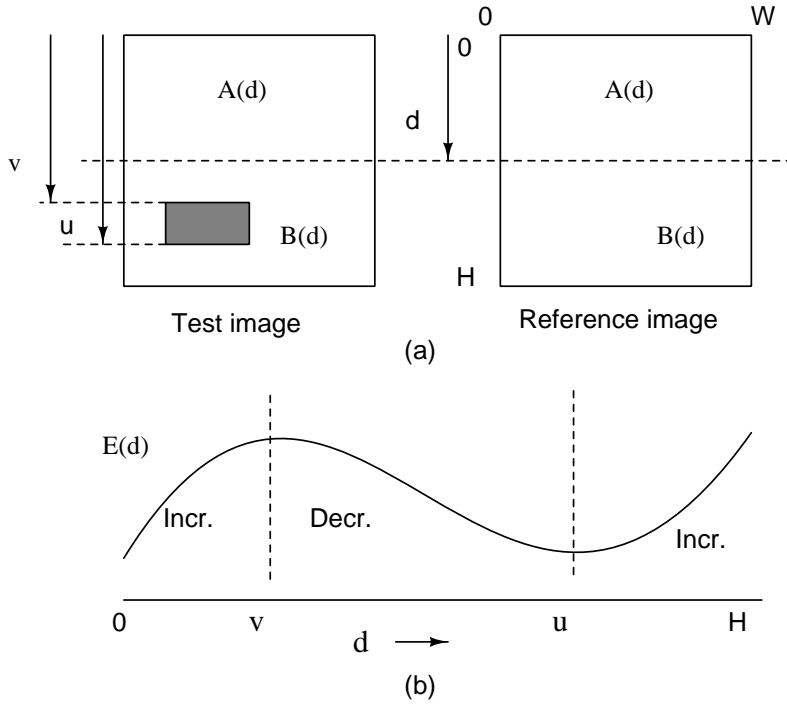 0 W
0
A(d) A(d)
d
v
u
B(d) B(d)
H
Test image Reference image
(a)
E(d)
Incr. Decr. Incr.
0 v u H
d
(b)